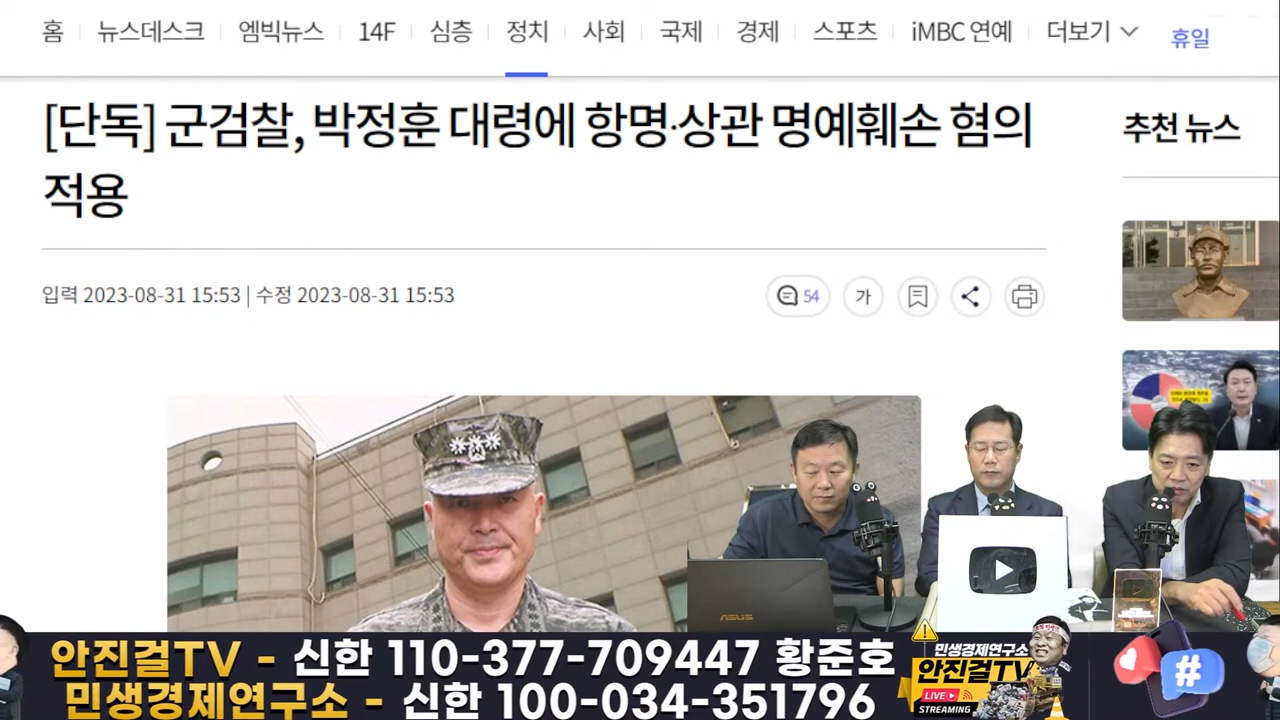 홈 뉴스데스크 엠빅뉴스 14F 심층 정치 사회 국제 경제 스포츠 iMBC 연예 더보기 휴일
[단독] 군검찰, 박정훈 대령에 항명·상관 명예훼손 혐의
적용
추천 뉴스
입력 2023-08-31 15:53 | 수정 2023-08-31 15:53
54
가
ASUS
안진걸TV - 신한 110-377-709447 황준호
민생경제연구소 - 신한 100-034-351796
민생경제연구소
안진걸TV
LIVE
STREAMING
#